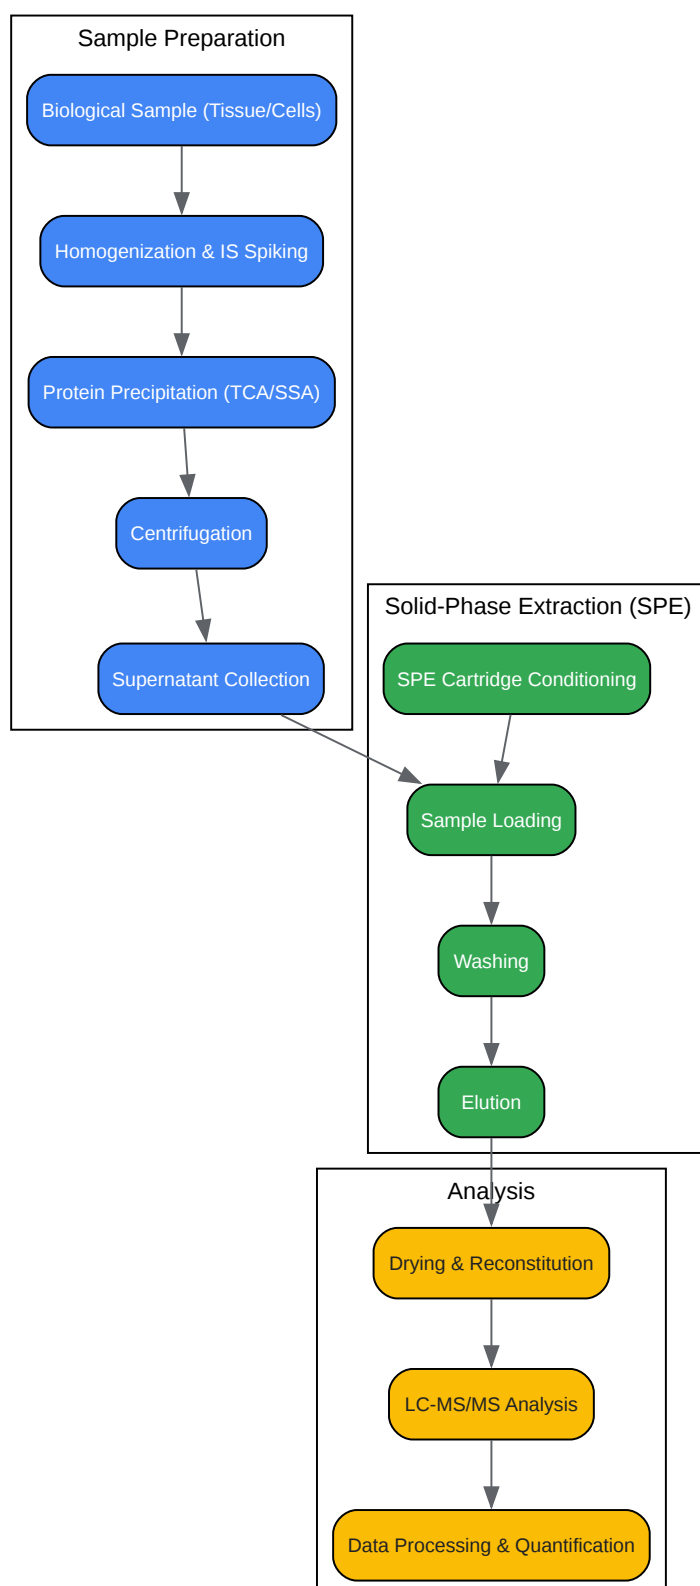 Sample Preparation
Biological Sample (Tissue/Cells)
Homogenization & IS Spiking
Protein Precipitation (TCA/SSA)
Centrifugation
Supernatant Collection
Solid-Phase Extraction (SPE)
SPE Cartridge Conditioning
Sample Loading
Washing
Elution
Analysis
Drying & Reconstitution
LC-MS/MS Analysis
Data Processing & Quantification